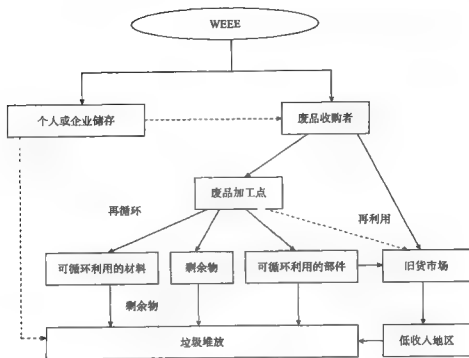 WEEE
个人或企业储存
废品收购者
废品加工点
再循环
再利用
可循环利用的材料
剩余物
可循环利用的部件
旧货市场
剩余物
垃圾堆放
低收人地区